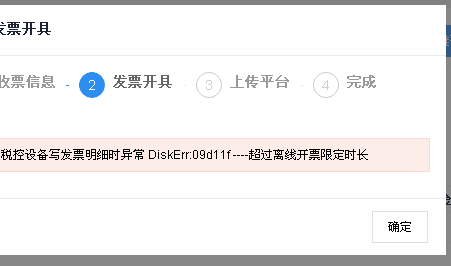 发票开具
收票信息 - 2 发票开具 - 3 上传平台 - 4 完成
税控设备写发票明细时异常 DiskErr:09d11f----超过离线开票限定时长
确定